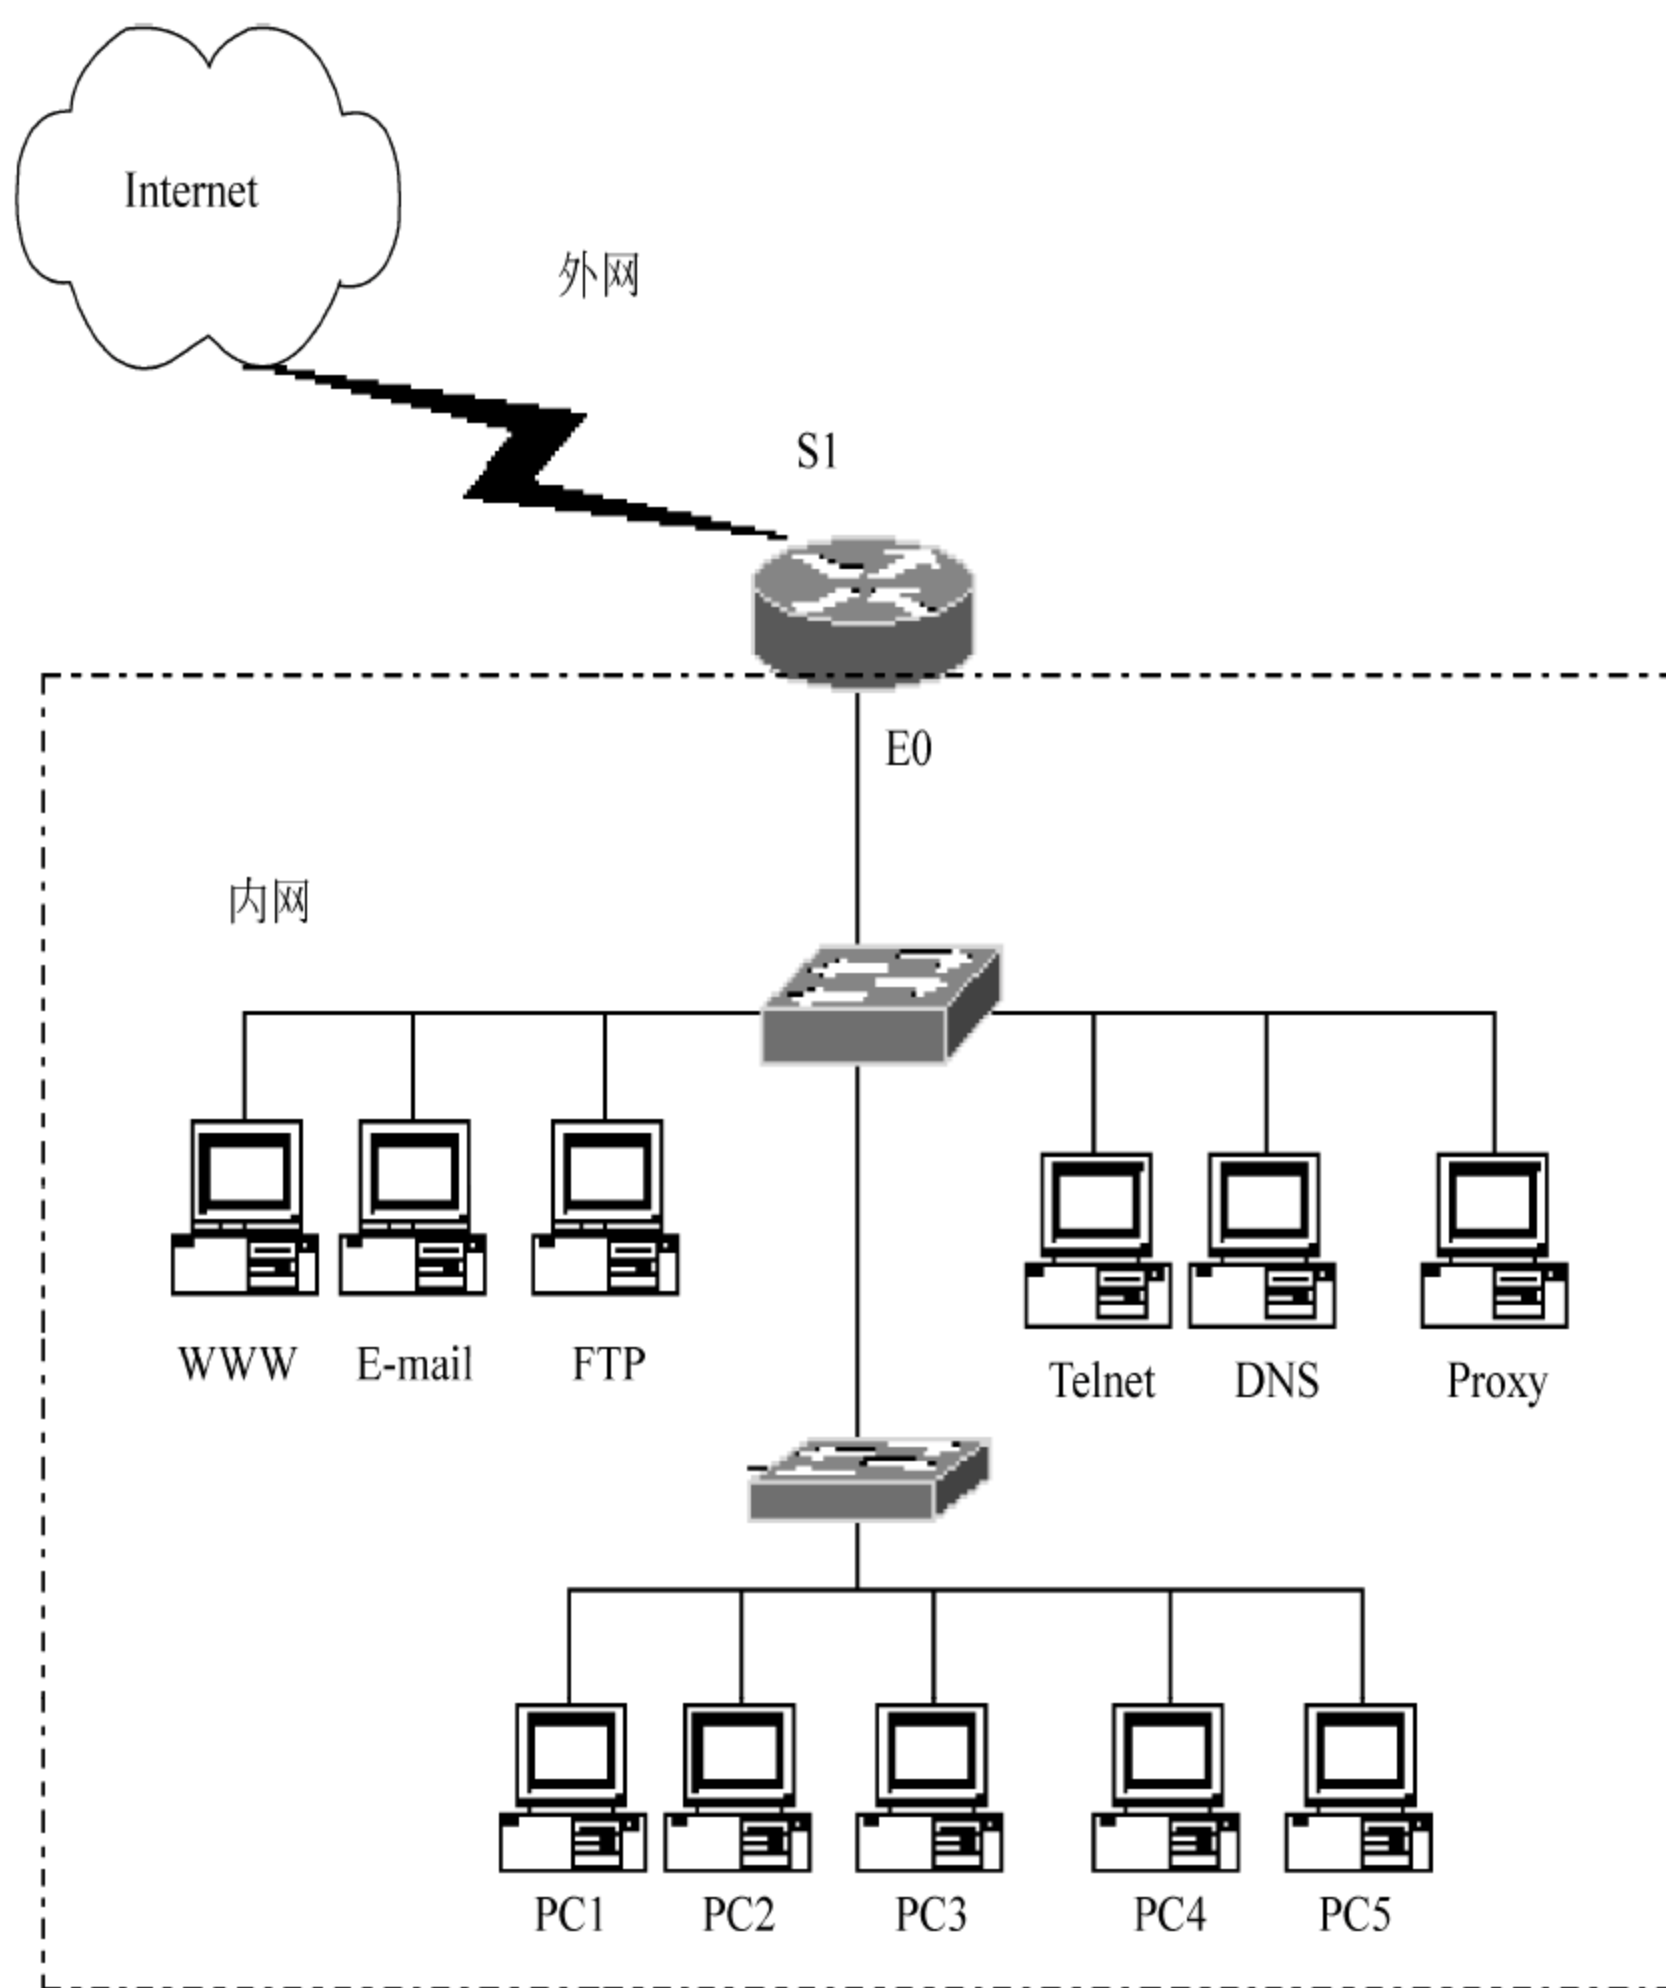 Internet
外网
S1
E0
内网
WWW E-mail FTP
Telnet DNS Proxy
PC1 PC2 PC3 PC4 PC5